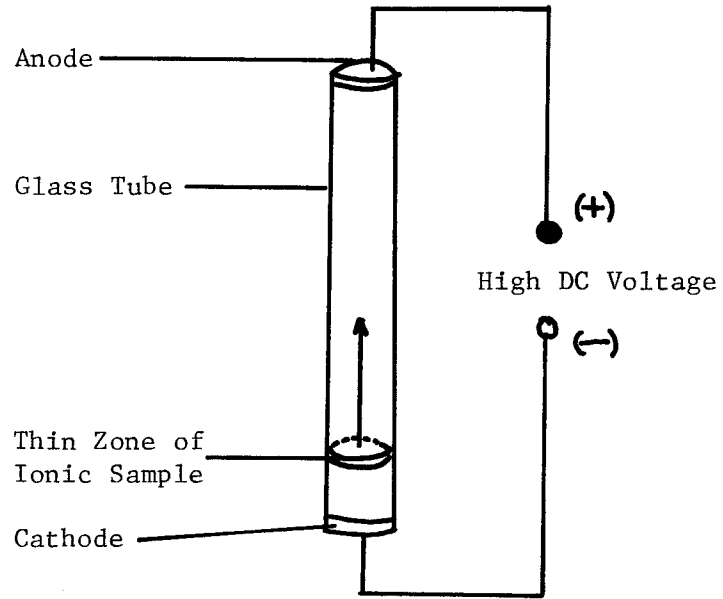 Anode
Glass Tube
(+)
High DC Voltage
(−)
Thin Zone of
Ionic Sample
Cathode